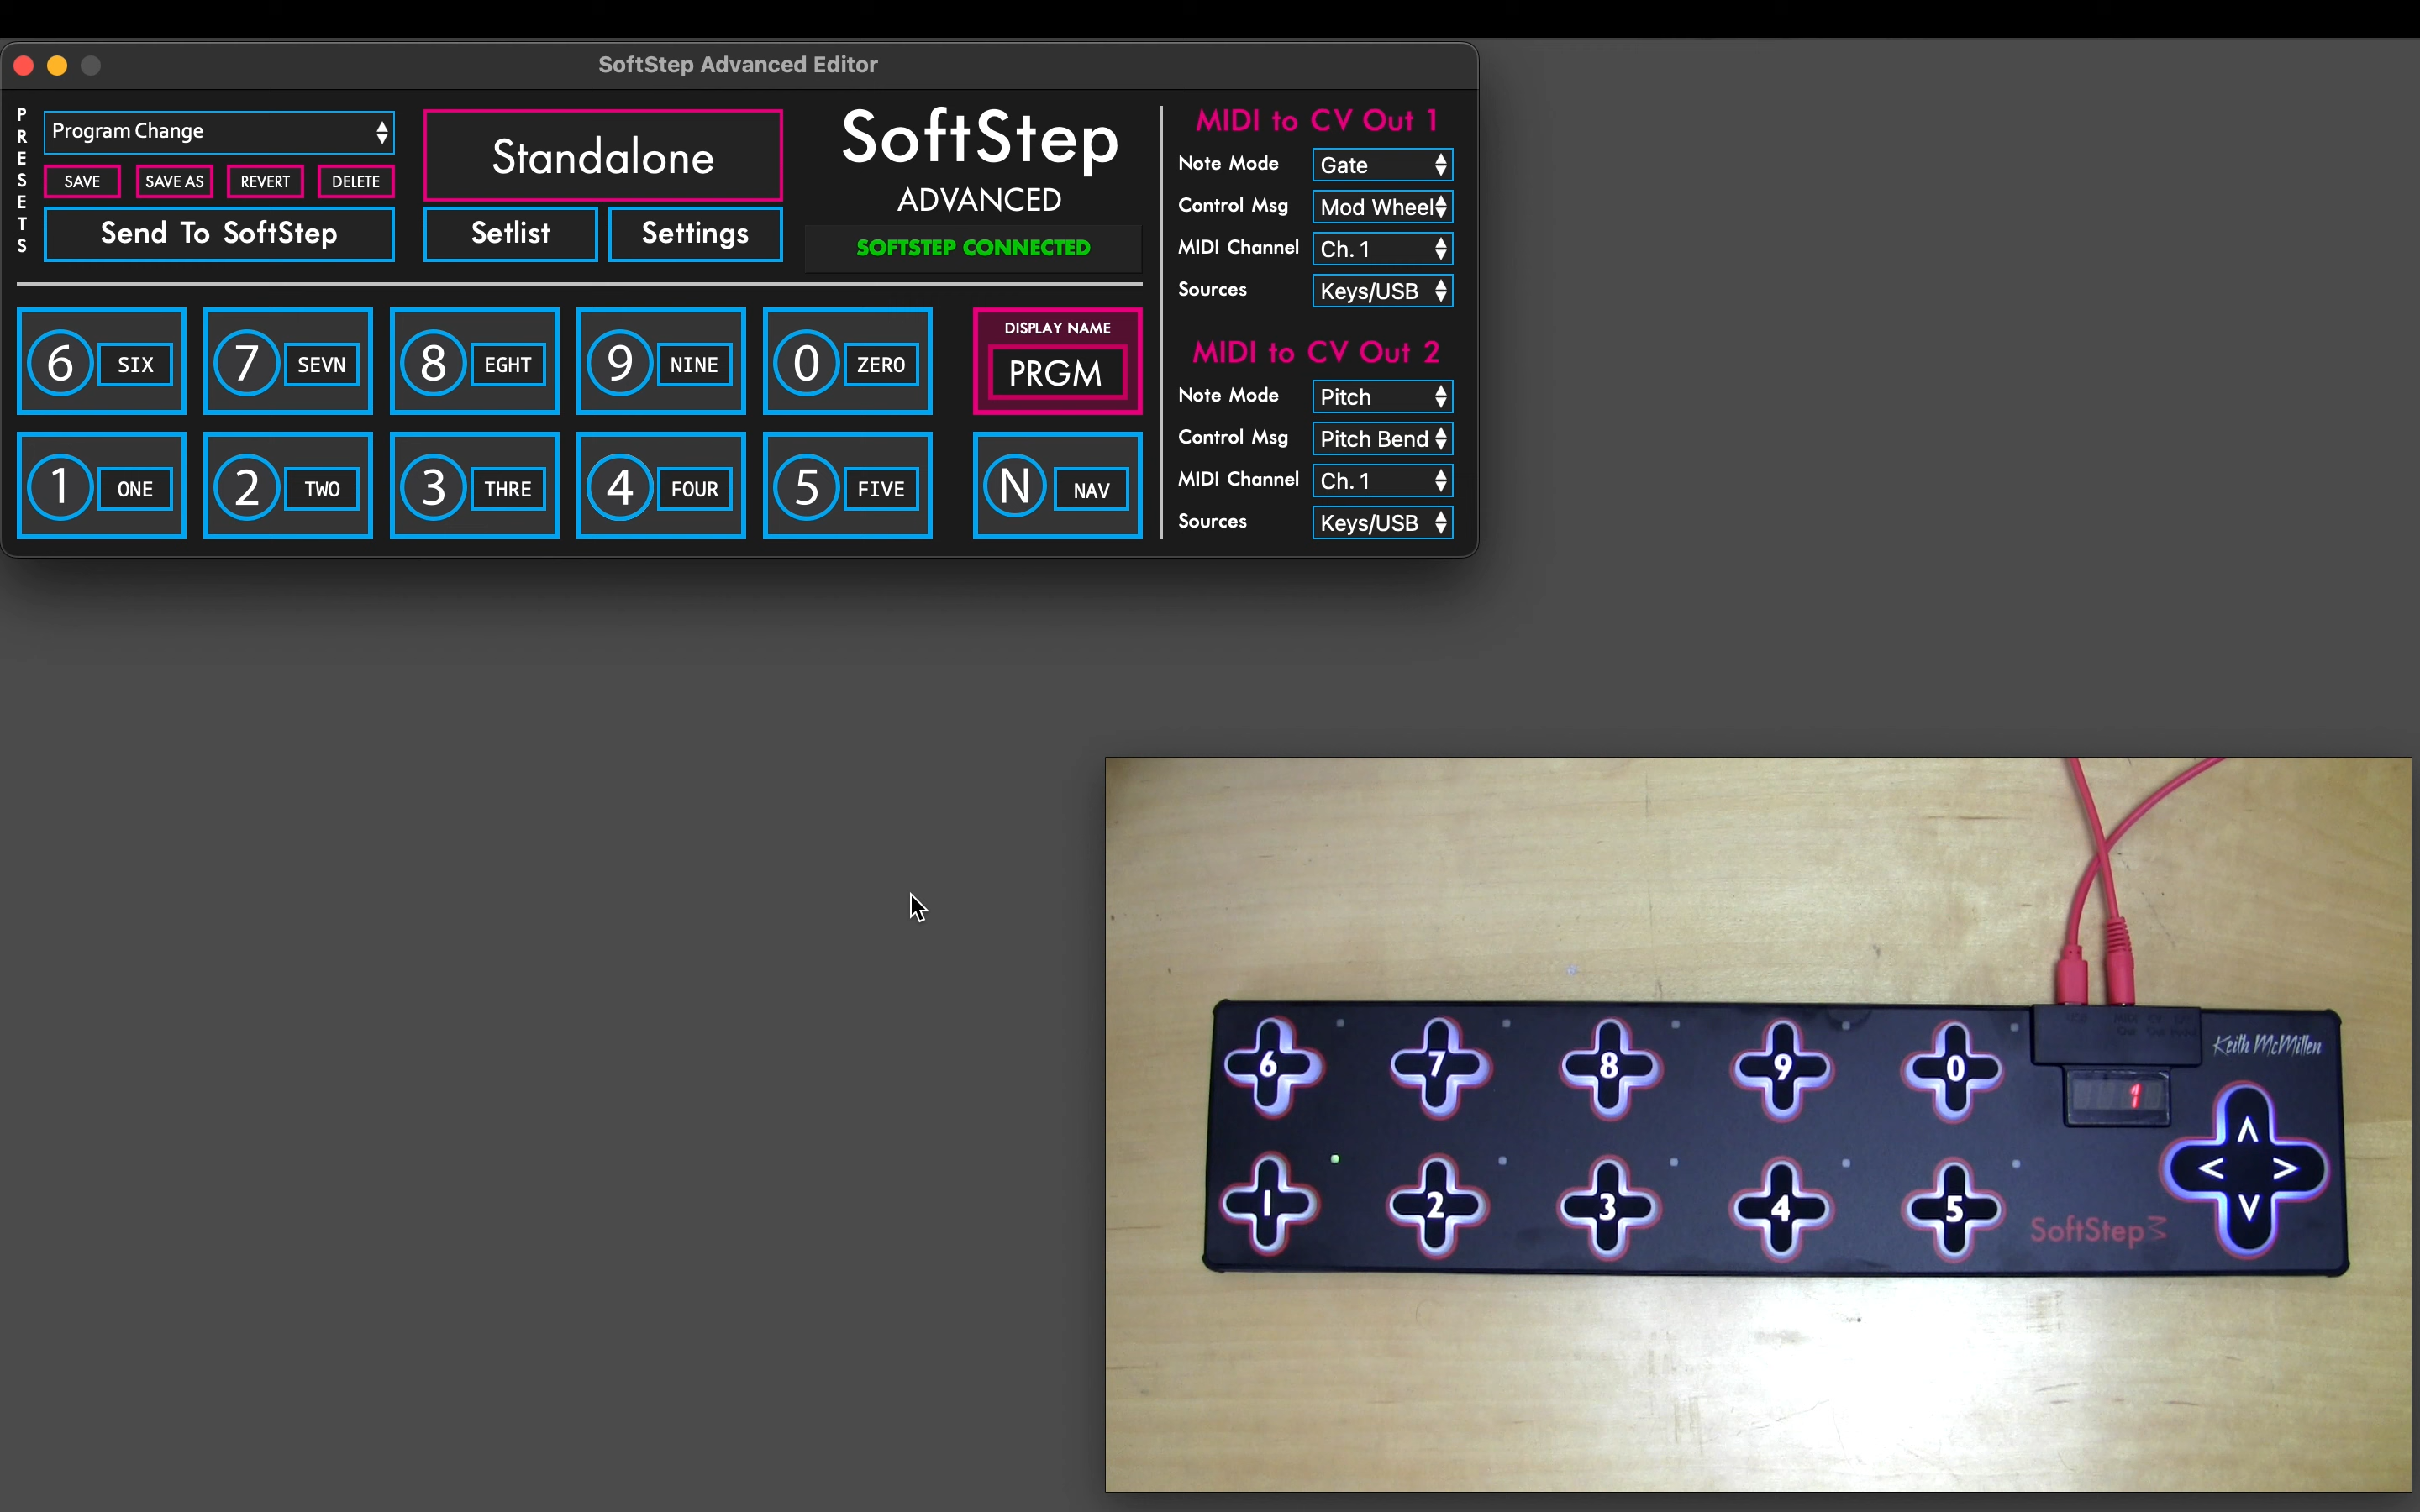 SoftStep Advanced Editor
PRESETS
Program Change
SAVE
SAVE AS
REVERT
DELETE
Send To SoftStep
Standalone
Setlist
Settings
SoftStep
ADVANCED
SOFTSTEP CONNECTED
6 SIX
7 SEVN
8 EGHT
9 NINE
0 ZERO
DISPLAY NAME
PRGM
1 ONE
2 TWO
3 THRE
4 FOUR
5 FIVE
N NAV
MIDI to CV Out 1
Note Mode Gate
Control Msg Mod Wheel
MIDI Channel Ch. 1
Sources Keys/USB
MIDI to CV Out 2
Note Mode Pitch
Control Msg Pitch Bend
MIDI Channel Ch. 1
Sources Keys/USB
6 7 8 9 0
1
Keith McMillen
1 2 3 4 5
SoftStep